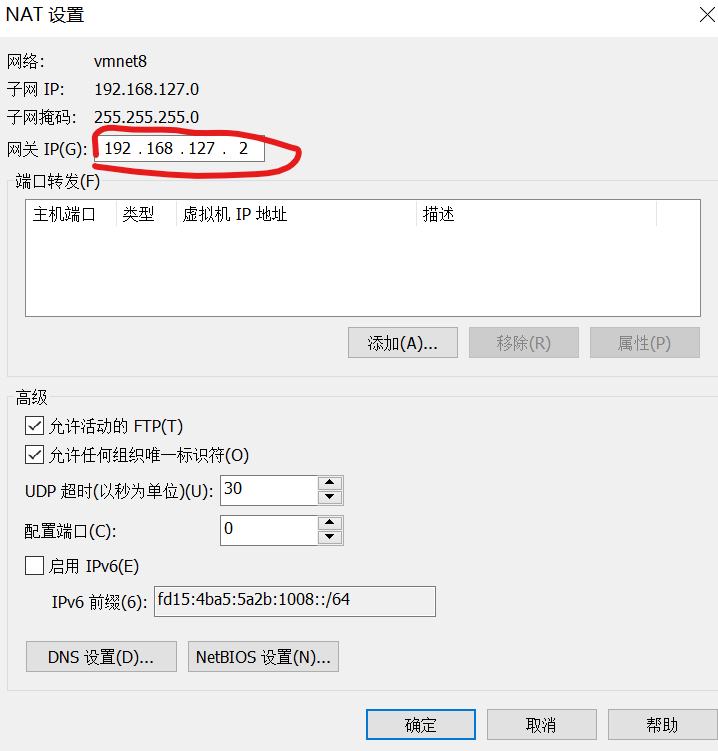 NAT 设置
网络: vmnet8
子网 IP: 192.168.127.0
子网掩码: 255.255.255.0
网关 IP(G): 192 . 168 . 127 . 2
端口转发(F)
主机端口 类型 虚拟机 IP 地址 描述
添加(A)... 移除(R) 属性(P)
高级
允许活动的 FTP(T)
允许任何组织唯一标识符(O)
UDP 超时(以秒为单位)(U): 30
配置端口(C): 0
启用 IPv6(E)
IPv6 前缀(6): fd15:4ba5:5a2b:1008::/64
DNS 设置(D)... NetBIOS 设置(N)...
确定 取消 帮助